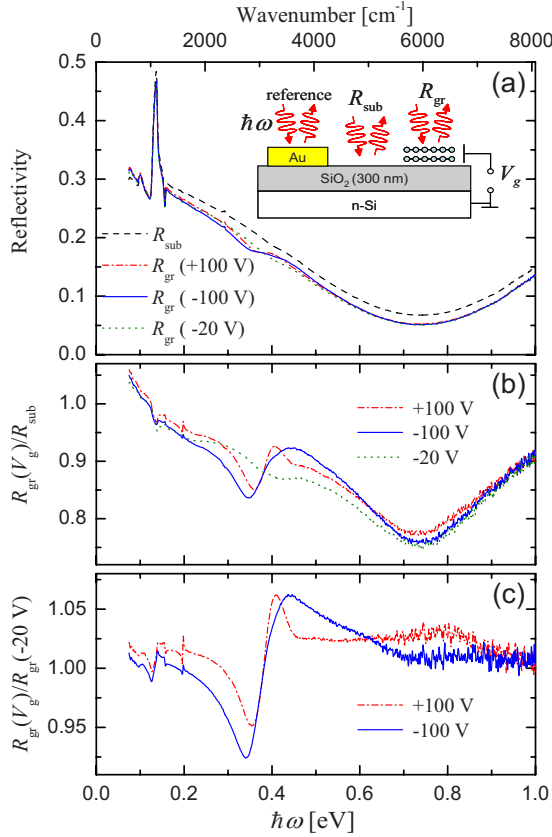 Wavenumber [cm⁻¹]
0 2000 4000 6000 8000
(a)
0.5
0.4
0.3
0.2
0.1
0.0
Reflectivity
reference
R_sub
R_gr
ħω
Au
SiO₂ (300 nm)
n-Si
V_g
R_sub
R_gr (+100 V)
R_gr ( -100 V)
R_gr ( -20 V)
(b)
1.0
0.9
0.8
R_gr(V_g)/R_sub
+100 V
-100 V
-20 V
(c)
1.05
1.00
0.95
R_gr(V_g)/R_gr(-20 V)
+100 V
-100 V
0.0 0.2 0.4 0.6 0.8 1.0
ħω [eV]